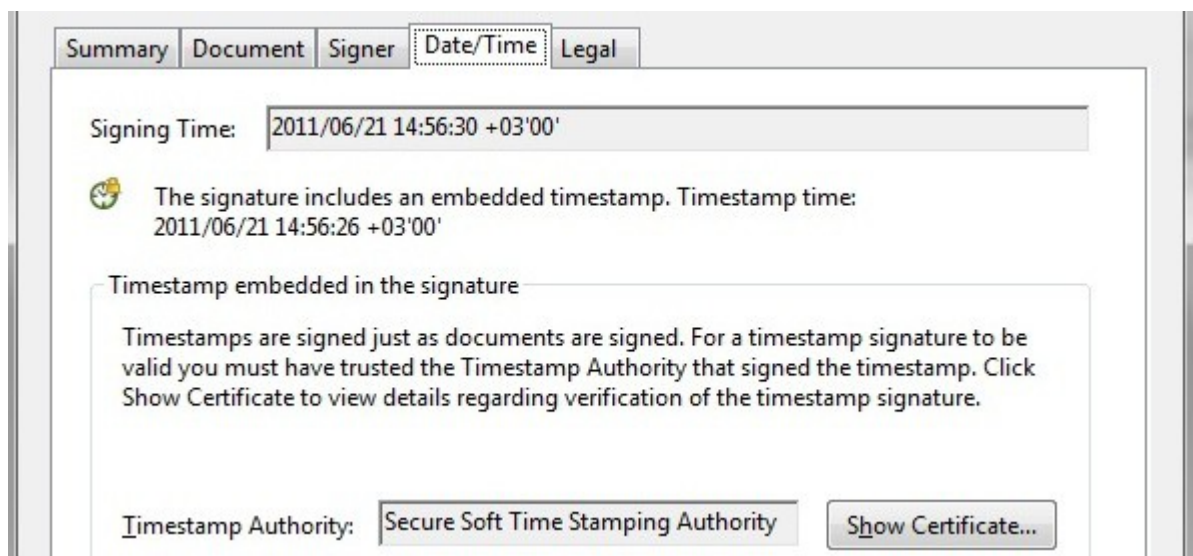 Summary Document Signer Date/Time Legal
Signing Time: 2011/06/21 14:56:30 +03'00'
The signature includes an embedded timestamp. Timestamp time:
2011/06/21 14:56:26 +03'00'
Timestamp embedded in the signature
Timestamps are signed just as documents are signed. For a timestamp signature to be
valid you must have trusted the Timestamp Authority that signed the timestamp. Click
Show Certificate to view details regarding verification of the timestamp signature.
Timestamp Authority: Secure Soft Time Stamping Authority Show Certificate...